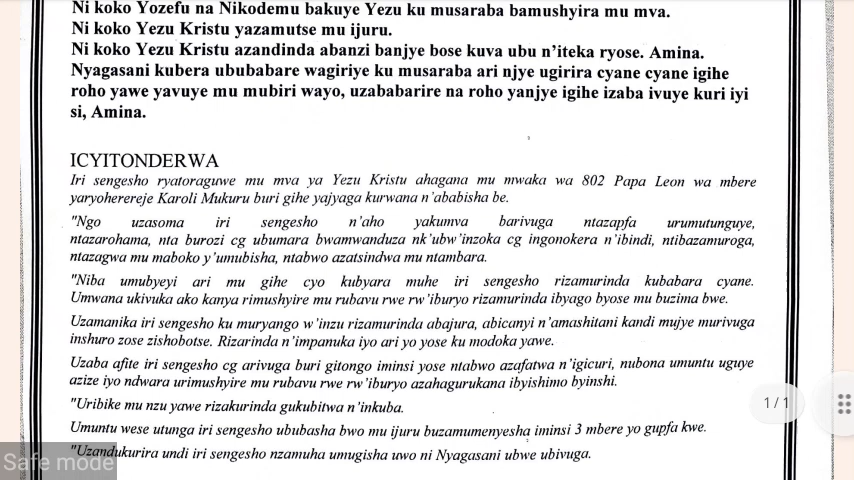 Ni koko Yozefu na Nikodemu bakuye Yezu ku musaraba bamushyira mu mva.
Ni koko Yezu Kristu yazamutse mu ijuru.
Ni koko Yezu Kristu azandinda abanzi banjye bose kuva ubu n'iteka ryose. Amina.
Nyagasani kubera ububabare wagiriye ku musaraba ari njye ugirira cyane cyane igihe
roho yawe yavuye mu mubiri wayo, uzababarire na roho yanjye igihe izaba ivuye kuri iyi
si, Amina.
ICYITONDERWA
Iri sengesho ryatoraguwe mu mva ya Yezu Kristu ahagana mu mwaka wa 802 Papa Leon wa mbere
yaryoherereje Karoli Mukuru buri gihe yajyaga kurwana n'ababisha be.
"Ngo uzasoma iri sengesho n'aho yakumva barivuga ntazapfa urumutunguye,
ntazarohama, nta burozi cg ubumara bwamwanduza nk'ubw'inzoka cg ingonokera n'ibindi, ntibazamuroga,
ntazagwa mu maboko y'umubisha, ntabwo azatsindwa mu ntambara.
"Niba umubyeyi ari mu gihe cyo kubyara muhe iri sengesho rizamurinda kubabara cyane.
Umwana ukivuka ako kanya rimushyire mu rubavu rwe rw'iburyo rizamurinda ibyago byose mu buzima bwe.
Uzamanika iri sengesho ku muryango w'inzu rizamurinda abajura, abicanyi n'amashitani kandi mujye murivuga
inshuro zose zishobotse. Rizarinda n'impanuka iyo ari yo yose ku modoka yawe.
Uzaba afite iri sengesho cg arivuga buri gitongo iminsi yose ntabwo azafatwa n'igicuri, nubona umuntu uguye
azize iyo ndwara urimushyire mu rubavu rwe rw'iburyo azahagurukana ibyishimo byinshi.
"Uribike mu nzu yawe rizakurinda gukubitwa n'inkuba.
Umuntu wese utunga iri sengesho ububasha bwo mu ijuru buzamumenyesha iminsi 3 mbere yo gupfa kwe.
"Uzandukurira undi iri sengesho nzamuha umugisha uwo ni Nyagasani ubwe ubivuga.
1/1
Safe mode